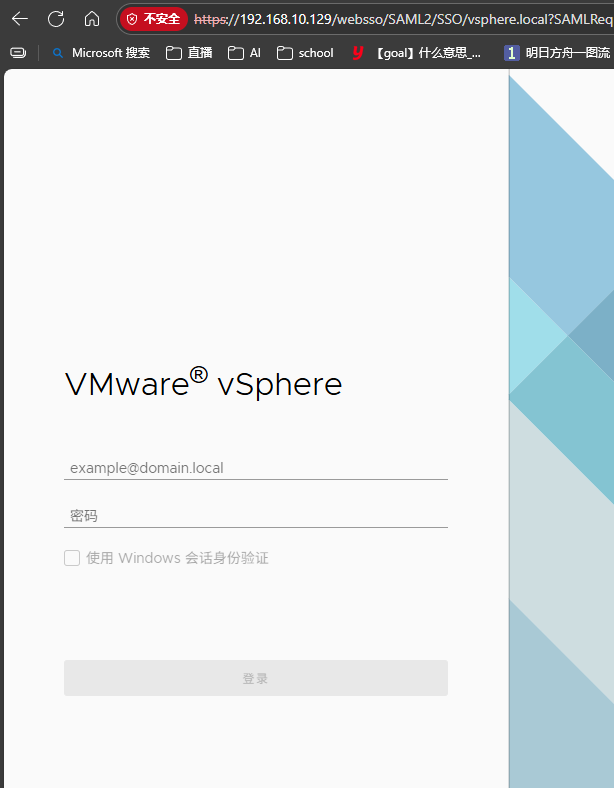 不安全 https://192.168.10.129/websso/SAML2/SSO/vsphere.local?SAMLReq
Microsoft 搜索 直播 AI school 【goal】什么意思_... 1 明日方舟一图流
VMware® vSphere
example@domain.local
密码
使用 Windows 会话身份验证
登录